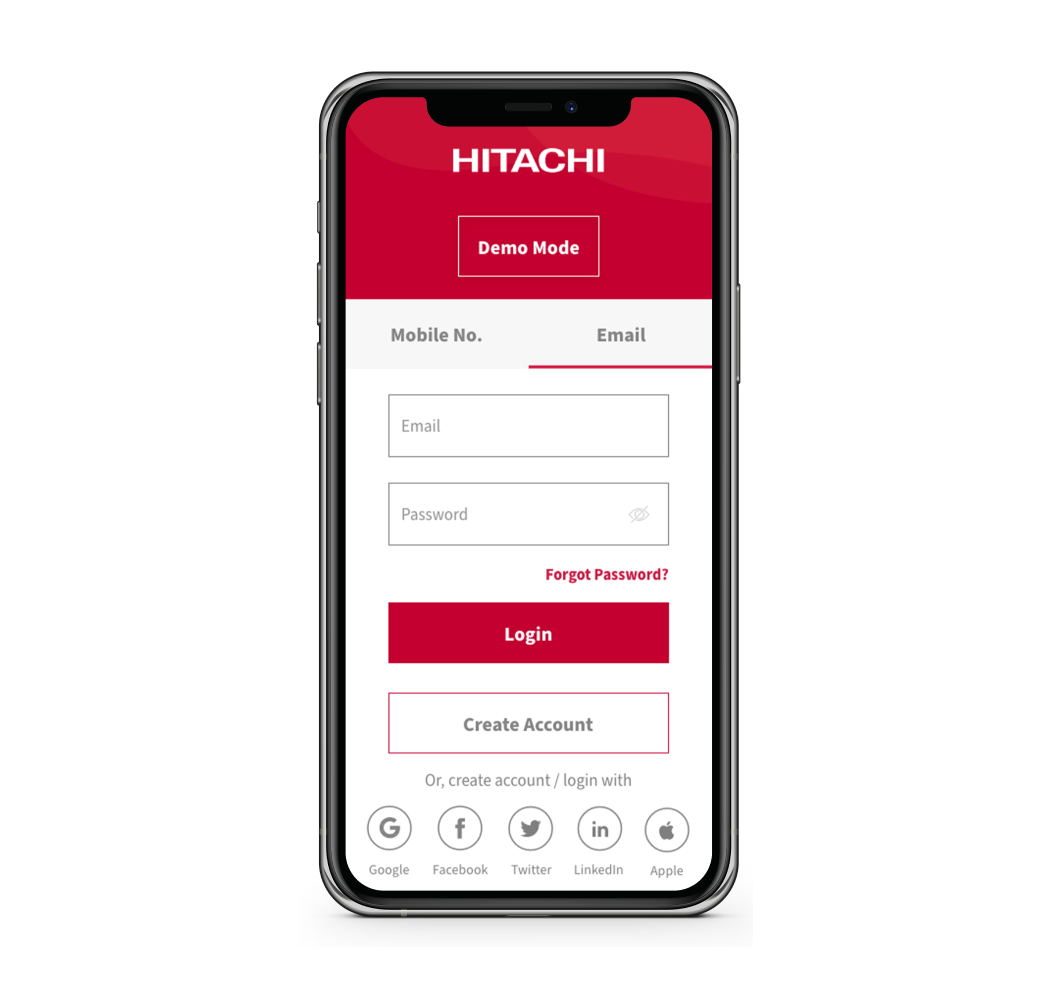 HITACHI
Demo Mode
Mobile No. Email
Email
Password
Forgot Password?
Login
Create Account
Or, create account / login with
Google Facebook Twitter LinkedIn Apple